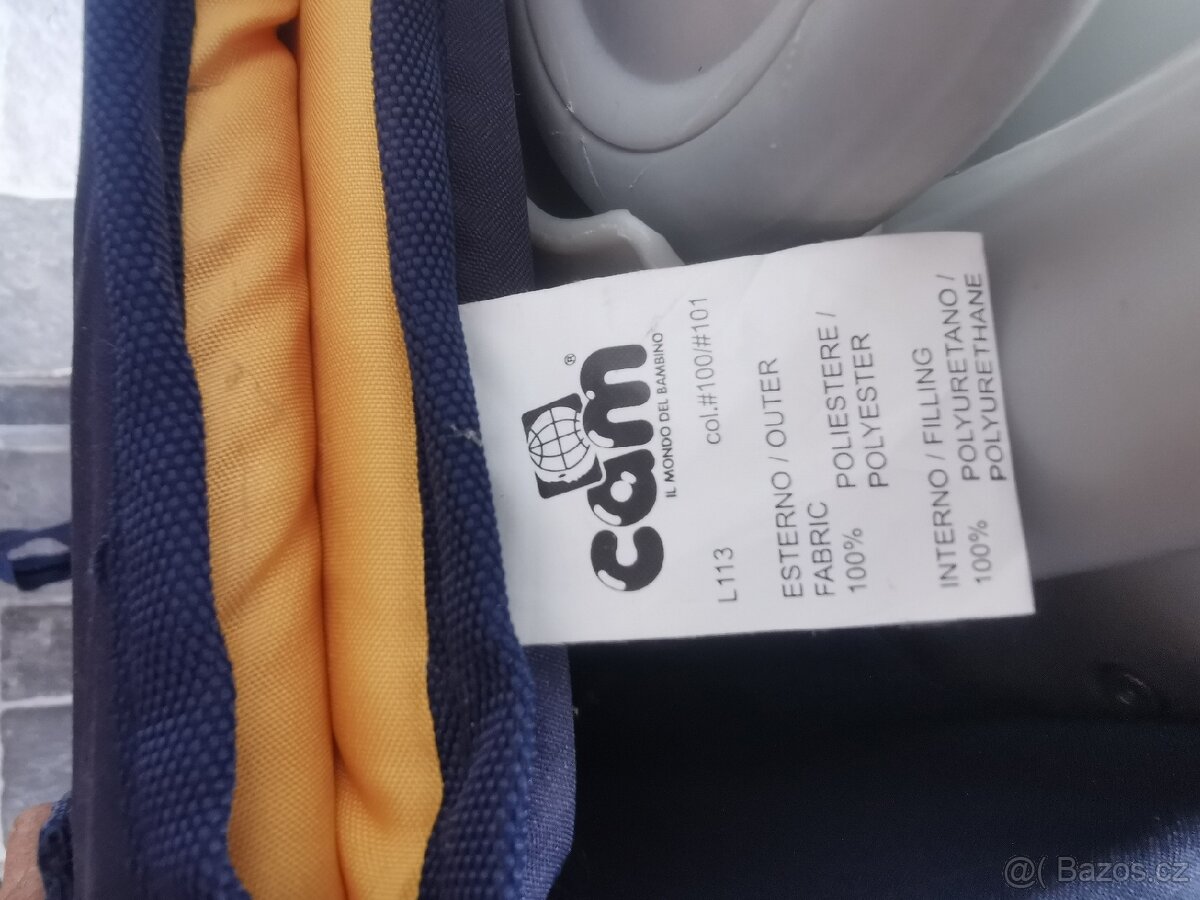 cam®
IL MONDO DEL BAMBINO
L113 col.#100/#101
ESTERNO / OUTER
FABRIC
100% POLIESTERE /
POLYESTER
INTERNO / FILLING
100% POLYURETANO /
POLYURETHANE
@( Bazos.cz